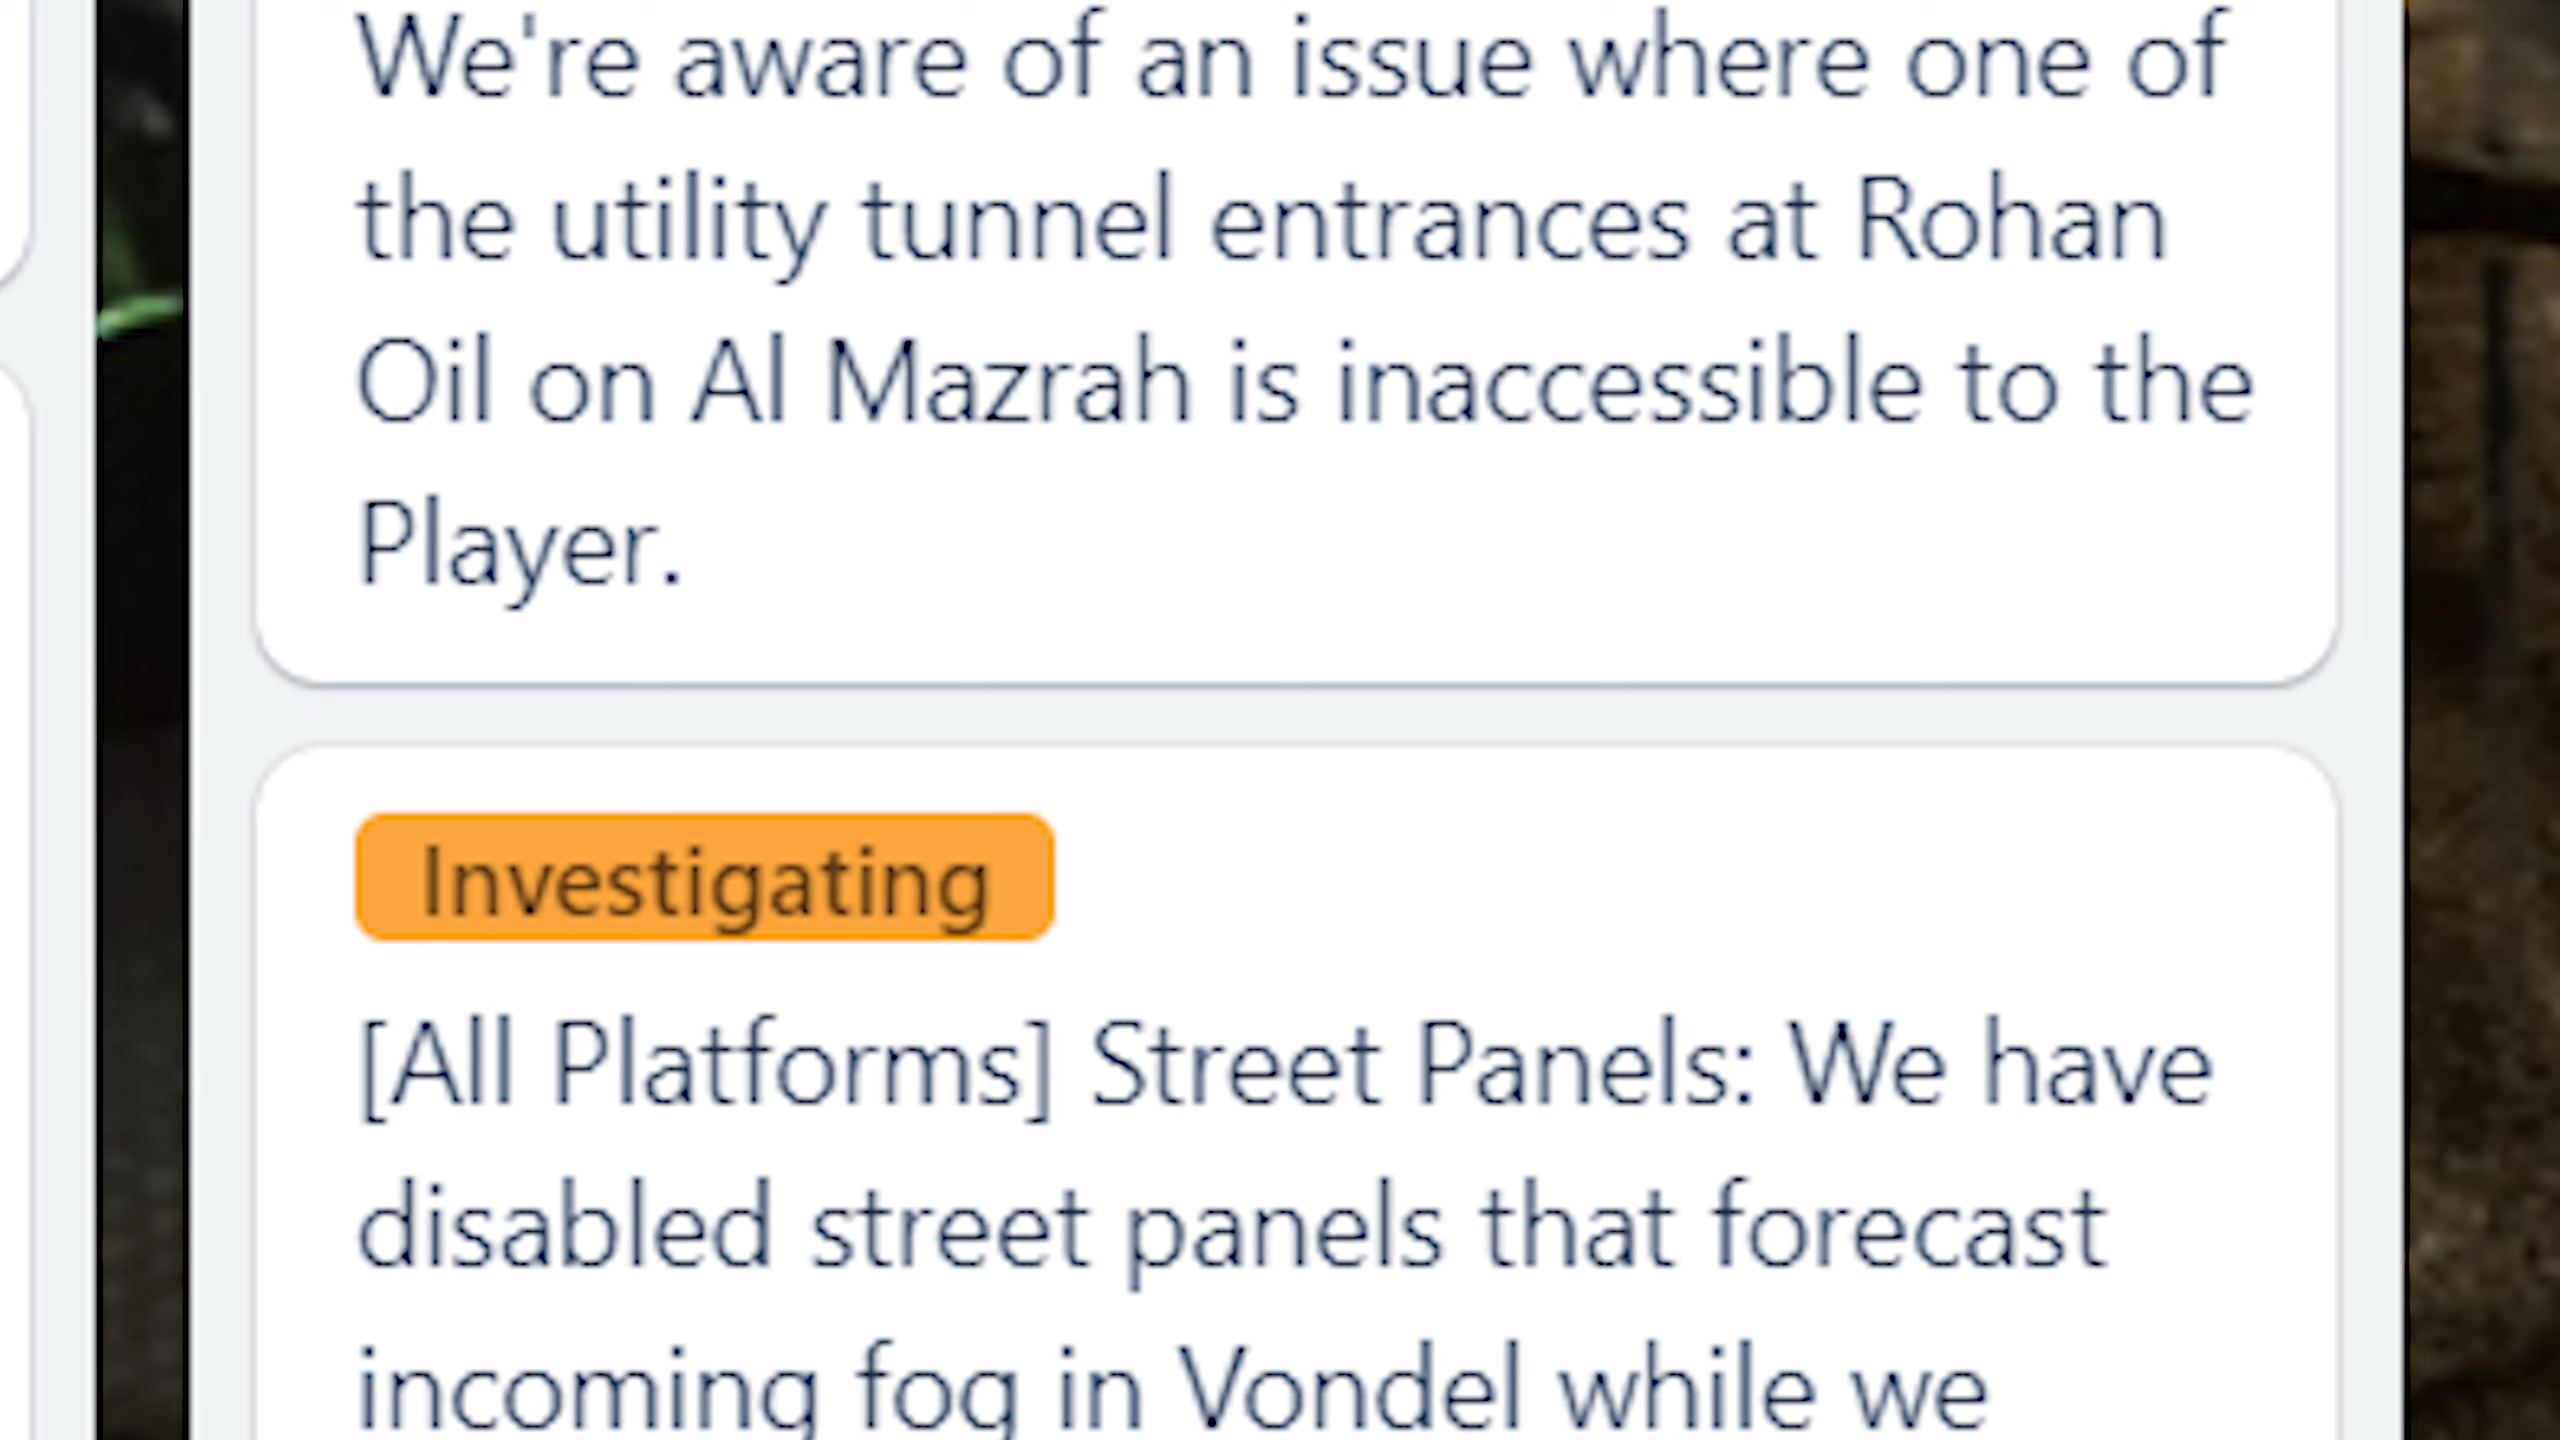 We're aware of an issue where one of
the utility tunnel entrances at Rohan
Oil on Al Mazrah is inaccessible to the
Player.
Investigating
[All Platforms] Street Panels: We have
disabled street panels that forecast
incoming fog in Vondel while we